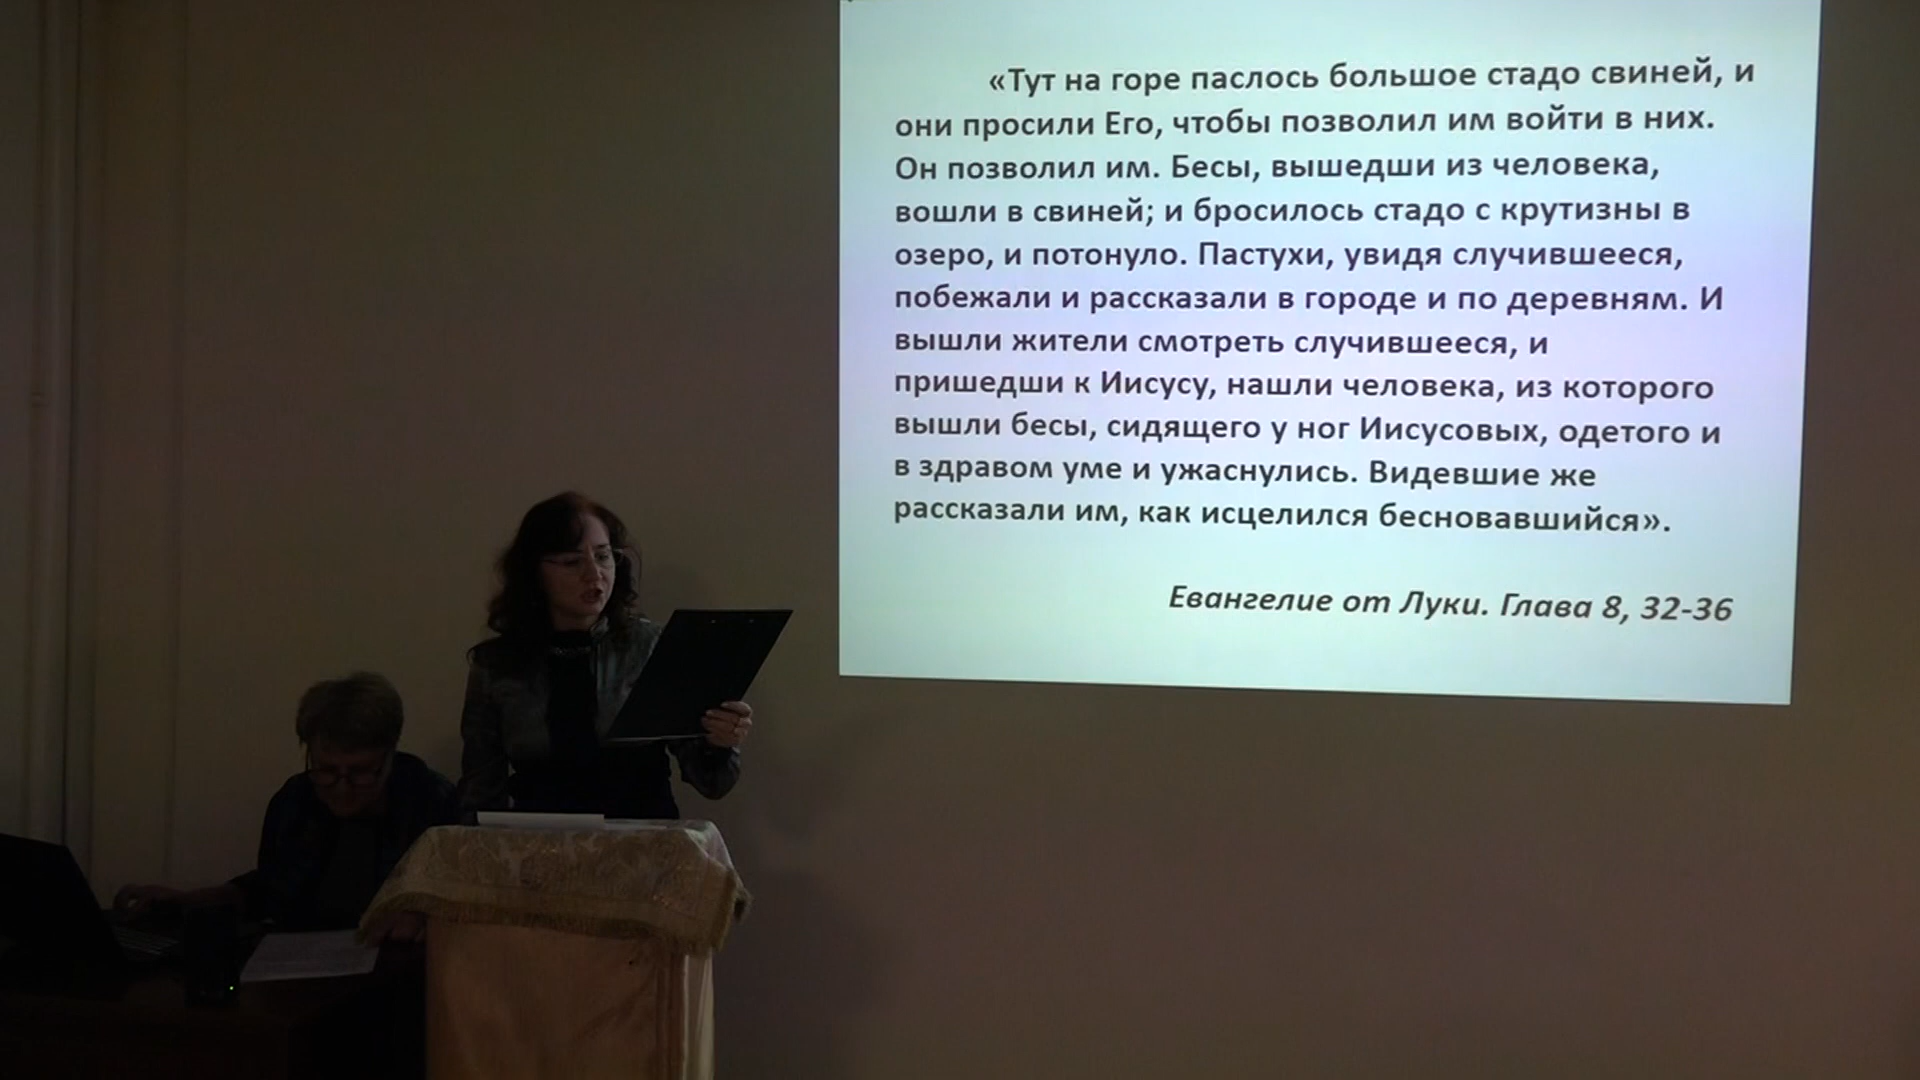 «Тут на горе паслось большое стадо свиней, и
они просили Его, чтобы позволил им войти в них.
Он позволил им. Бесы, вышедши из человека,
вошли в свиней; и бросилось стадо с крутизны в
озеро, и потонуло. Пастухи, увидя случившееся,
побежали и рассказали в городе и по деревням. И
вышли жители смотреть случившееся, и
пришедши к Иисусу, нашли человека, из которого
вышли бесы, сидящего у ног Иисусовых, одетого и
в здравом уме и ужаснулись. Видевшие же
рассказали им, как исцелился бесновавшийся».
Евангелие от Луки. Глава 8, 32-36